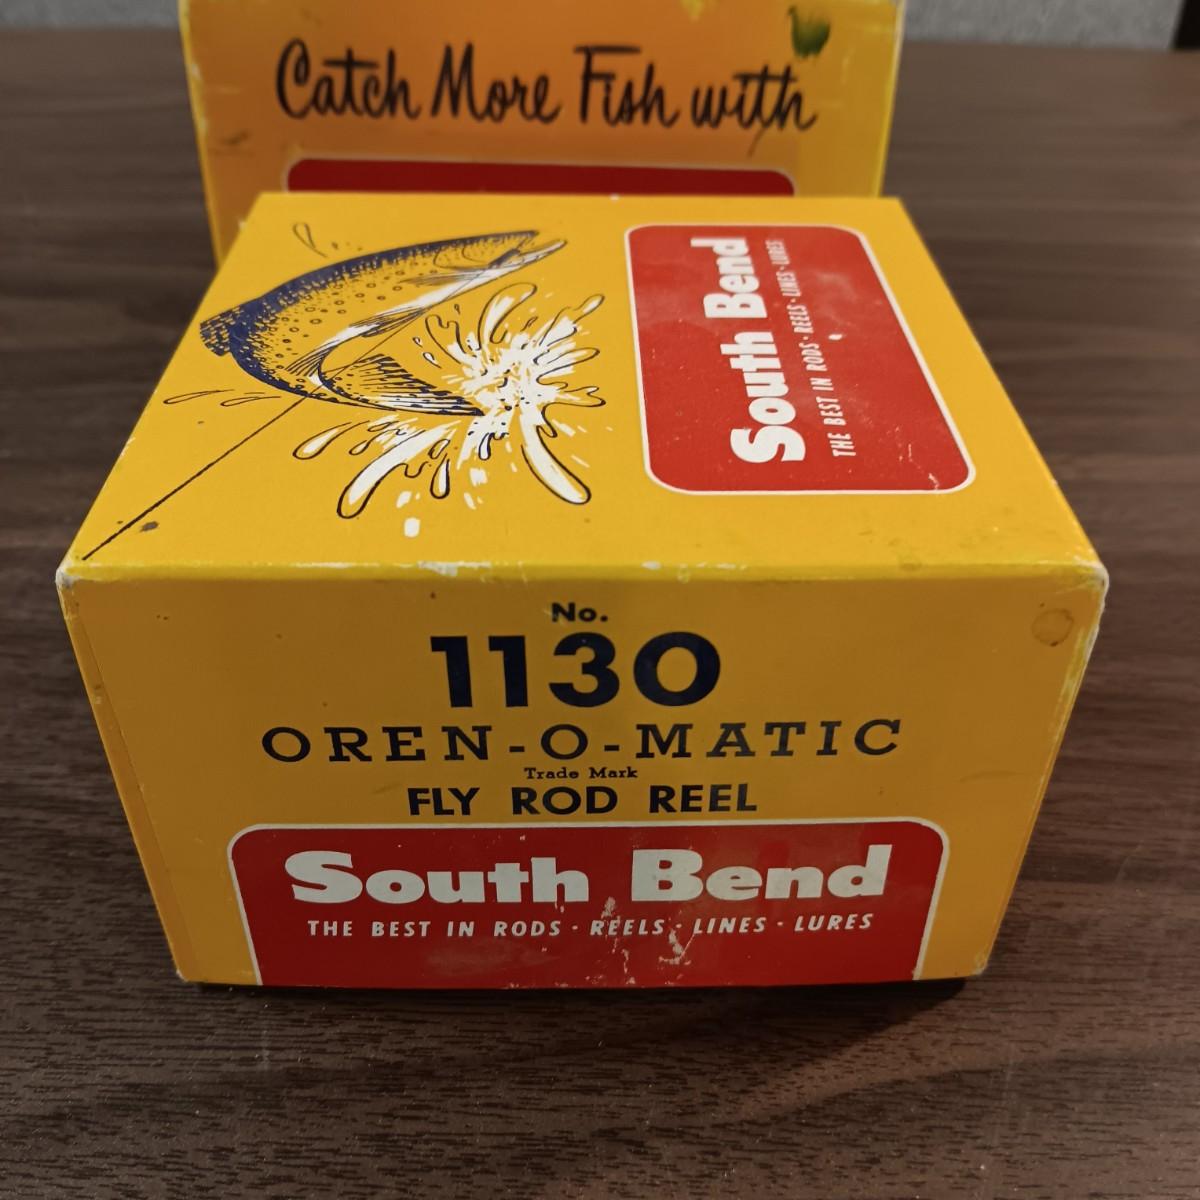 Catch More Fish with
South Bend
THE BEST IN RODS · REELS · LINES · LURES
No.
1130
OREN-O-MATIC
Trade Mark
FLY ROD REEL
South Bend
THE BEST IN RODS · REELS · LINES · LURES